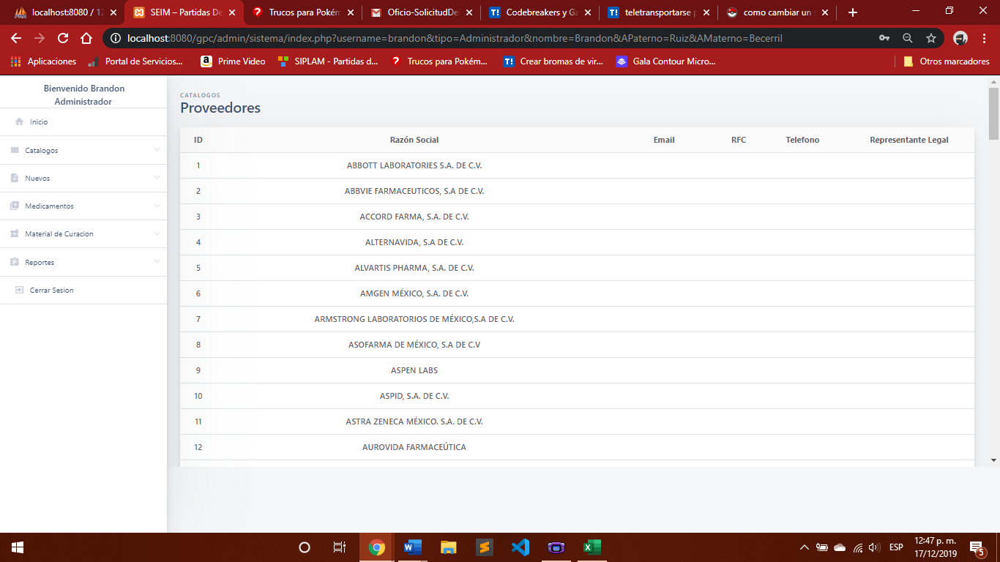 localhost:8080 / 12
SEIM – Partidas De
Trucos para Pokém
Oficio-SolicitudDe
Codebreakers y Ga
teletransportarse p
como cambiar un s
localhost:8080/gpc/admin/sistema/index.php?username=brandon&tipo=Administrador&nombre=Brandon&APaterno=Ruiz&AMaterno=Becerril
Aplicaciones
Portal de Servicios...
Prime Video
SIPLAM - Partidas d...
Trucos para Pokém...
Crear bromas de vir...
Gala Contour Micro...
Otros marcadores
Bienvenido Brandon
Administrador
Inicio
Catalogos
Nuevos
Medicamentos
Material de Curacion
Reportes
Cerrar Sesion
CATALOGOS
Proveedores
ID Razón Social Email RFC Telefono Representante Legal
1 ABBOTT LABORATORIES S.A. DE C.V.
2 ABBVIE FARMACEUTICOS, S.A DE C.V.
3 ACCORD FARMA, S.A. DE C.V.
4 ALTERNAVIDA, S.A DE C.V.
5 ALVARTIS PHARMA, S.A. DE C.V.
6 AMGEN MÉXICO, S.A. DE C.V.
7 ARMSTRONG LABORATORIOS DE MÉXICO,S.A DE C.V.
8 ASOFARMA DE MÉXICO, S.A DE C.V
9 ASPEN LABS
10 ASPID, S.A. DE C.V.
11 ASTRA ZENECA MÉXICO. S.A. DE C.V.
12 AUROVIDA FARMACEÚTICA
ESP
12:47 p. m.
17/12/2019
5